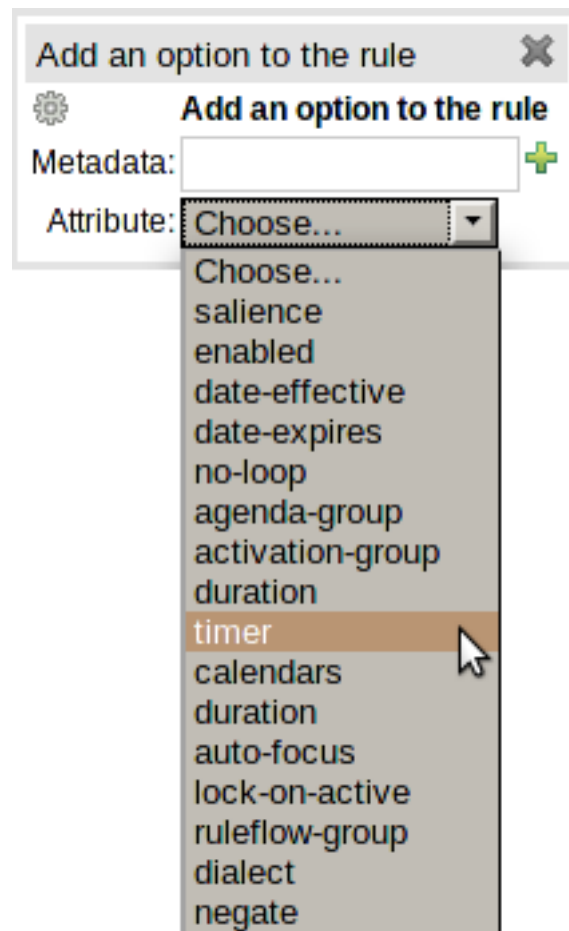 Add an option to the rule
Add an option to the rule
Metadata:
Attribute: Choose...
Choose...
salience
enabled
date-effective
date-expires
no-loop
agenda-group
activation-group
duration
timer
calendars
duration
auto-focus
lock-on-active
ruleflow-group
dialect
negate